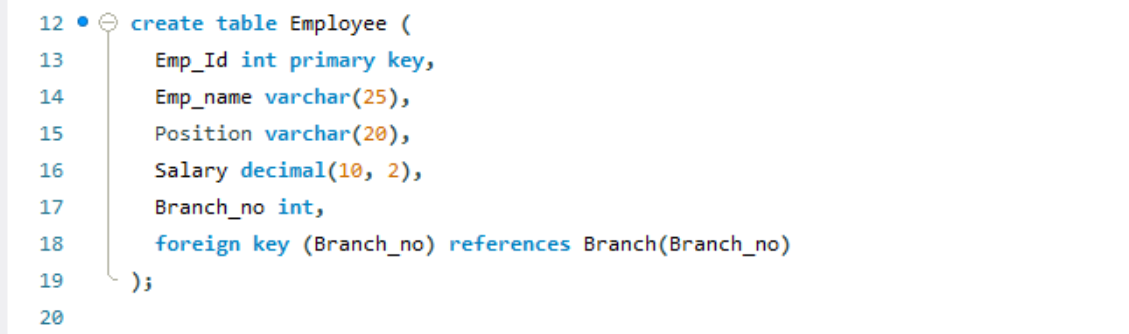 12 create table Employee (
13 Emp_Id int primary key,
14 Emp_name varchar(25),
15 Position varchar(20),
16 Salary decimal(10, 2),
17 Branch_no int,
18 foreign key (Branch_no) references Branch(Branch_no)
19 );
20